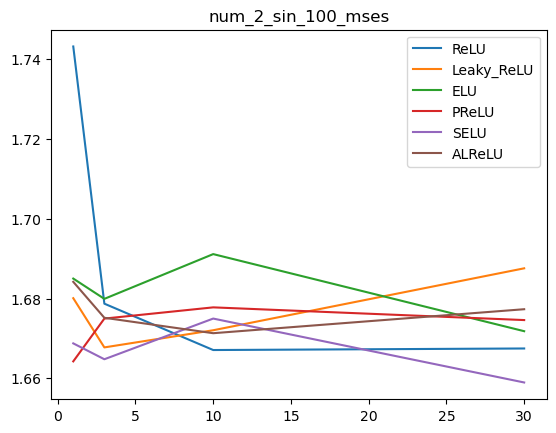 num_2_sin_100_mses
1.74
1.72
1.70
1.68
1.66
ReLU
Leaky_ReLU
ELU
PReLU
SELU
ALReLU
0 5 10 15 20 25 30